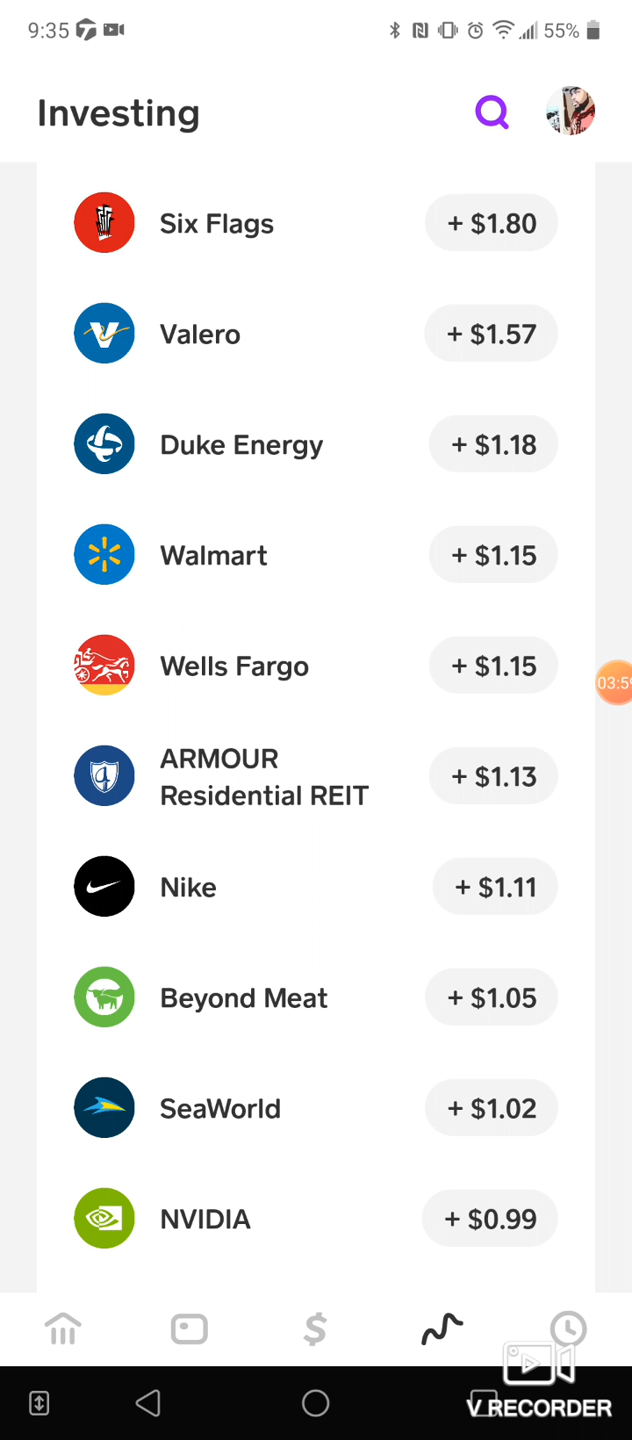 9:35
55%
Investing
Six Flags
+ $1.80
Valero
+ $1.57
Duke Energy
+ $1.18
Walmart
+ $1.15
Wells Fargo
+ $1.15
03:59
ARMOUR
Residential REIT
+ $1.13
Nike
+ $1.11
Beyond Meat
+ $1.05
SeaWorld
+ $1.02
NVIDIA
+ $0.99
V RECORDER